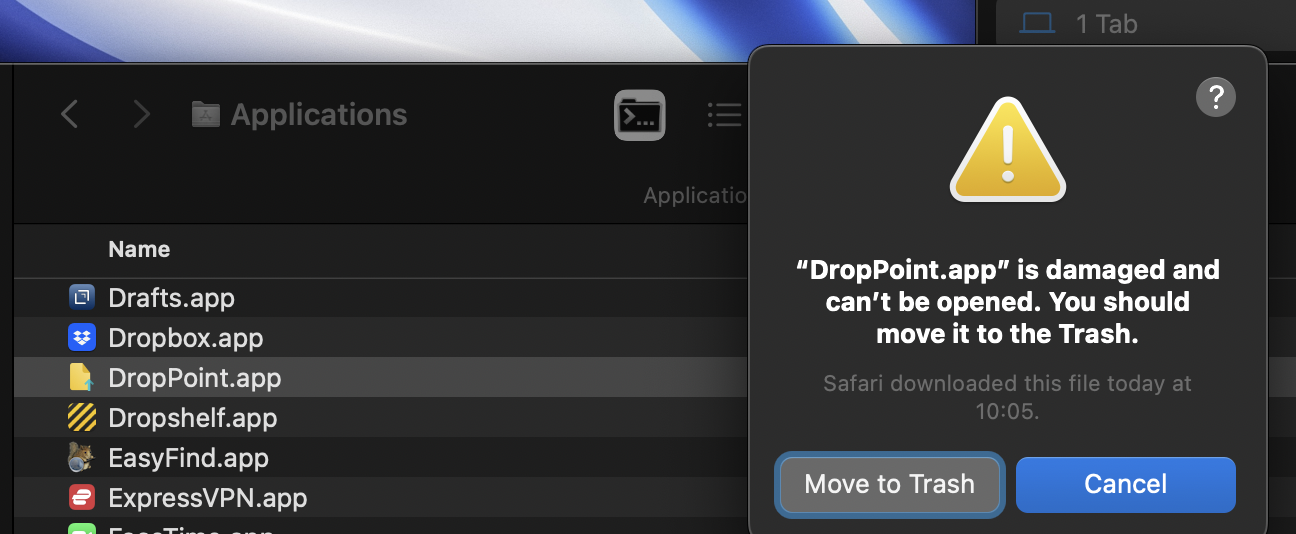 1 Tab
Applications
>_...
?
Applicatio
Name
Drafts.app
Dropbox.app
DropPoint.app
Dropshelf.app
EasyFind.app
ExpressVPN.app
FaceTime.app
“DropPoint.app” is damaged and
can’t be opened. You should
move it to the Trash.
Safari downloaded this file today at
10:05.
Move to Trash
Cancel